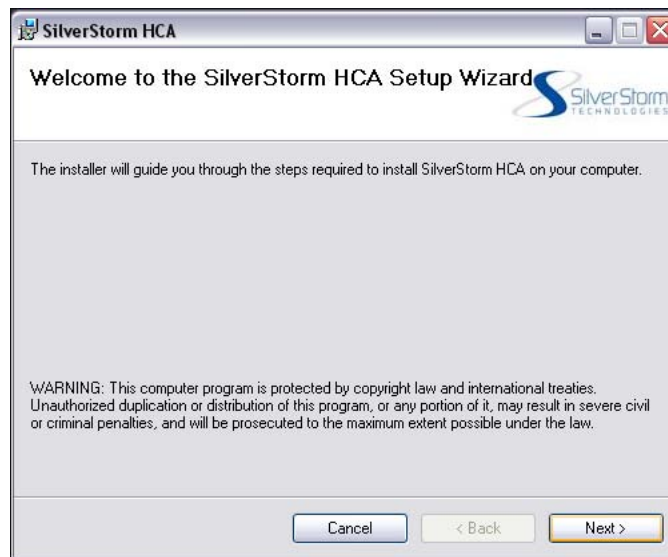 SilverStorm HCA
Welcome to the SilverStorm HCA Setup Wizard
SilverStorm
TECHNOLOGIES
The installer will guide you through the steps required to install SilverStorm HCA on your computer.
WARNING: This computer program is protected by copyright law and international treaties.
Unauthorized duplication or distribution of this program, or any portion of it, may result in severe civil
or criminal penalties, and will be prosecuted to the maximum extent possible under the law.
Cancel
< Back
Next >